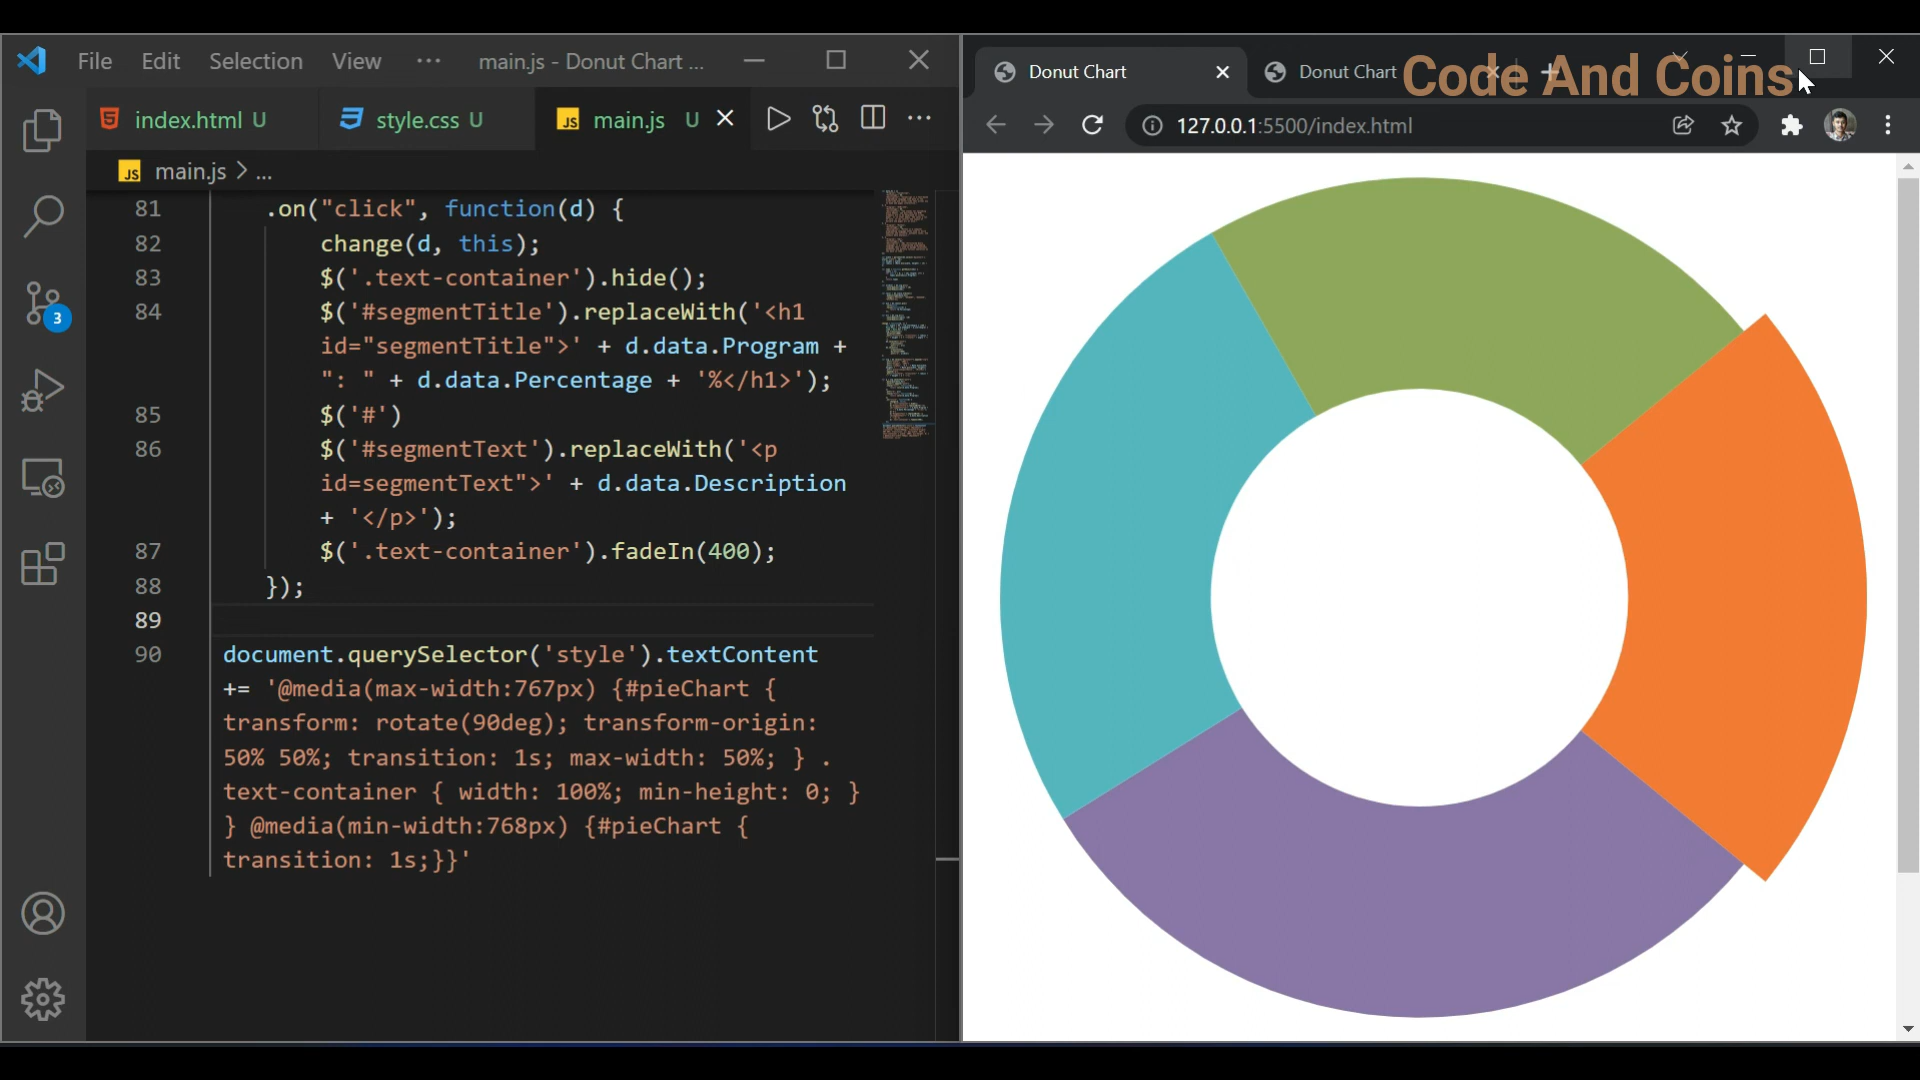 File Edit Selection View ··· main.js - Donut Chart ...
index.html U style.css U JS main.js U
JS main.js > ...
81 .on("click", function(d) {
82 change(d, this);
83 $('.text-container').hide();
84 $('#segmentTitle').replaceWith('<h1
id="segmentTitle">' + d.data.Program +
": " + d.data.Percentage + '%</h1>');
85 $('#')
86 $('#segmentText').replaceWith('<p
id=segmentText">' + d.data.Description
+ '</p>');
87 $('.text-container').fadeIn(400);
88 });
89
90 document.querySelector('style').textContent
+= '@media(max-width:767px) {#pieChart {
transform: rotate(90deg); transform-origin:
50% 50%; transition: 1s; max-width: 50%; } .
text-container { width: 100%; min-height: 0; }
} @media(min-width:768px) {#pieChart {
transition: 1s;}}'
3
Donut Chart Donut Chart
Code And Coins
127.0.0.1:5500/index.html